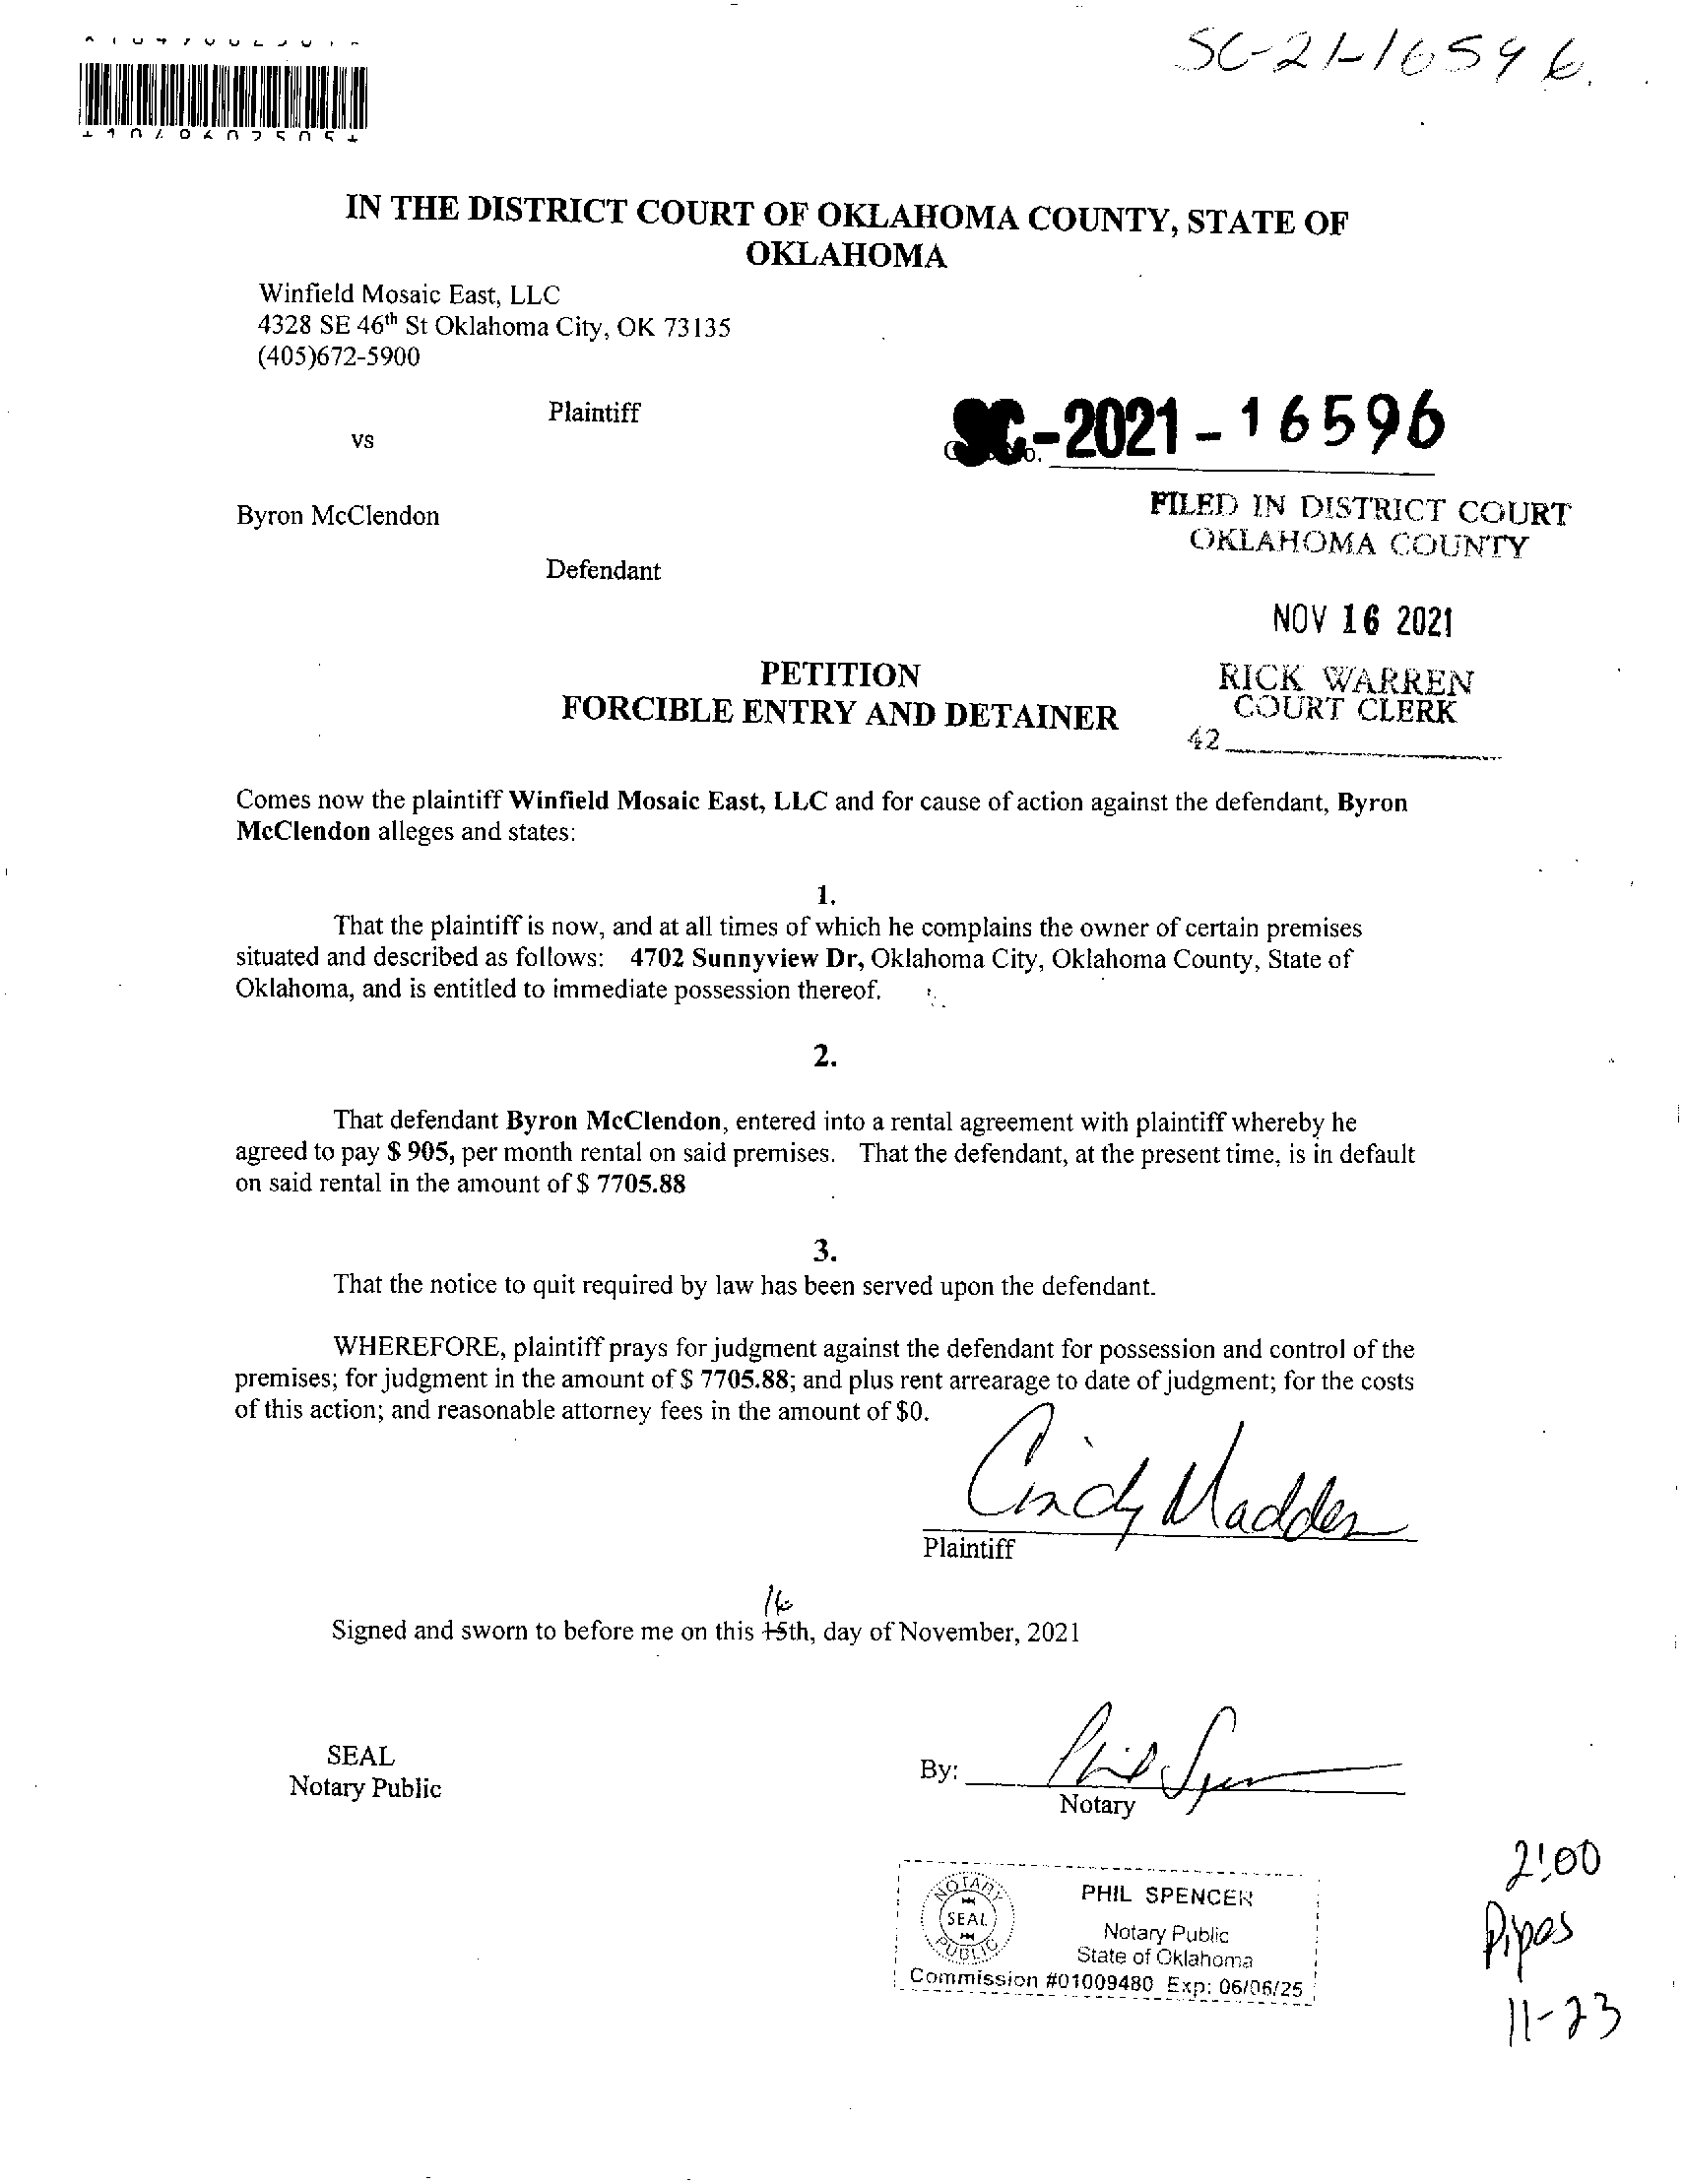 SC-21-16596.
IN THE DISTRICT COURT OF OKLAHOMA COUNTY, STATE OF
OKLAHOMA
Winfield Mosaic East, LLC
4328 SE 46th St Oklahoma City, OK 73135
(405)672-5900
Plaintiff
vs
SC-2021-16596
Byron McClendon
Defendant
FILED IN DISTRICT COURT
OKLAHOMA COUNTY
NOV 16 2021
RICK WARREN
COURT CLERK
42
PETITION
FORCIBLE ENTRY AND DETAINER
Comes now the plaintiff Winfield Mosaic East, LLC and for cause of action against the defendant, Byron
McClendon alleges and states:
1.
That the plaintiff is now, and at all times of which he complains the owner of certain premises
situated and described as follows: 4702 Sunnyview Dr, Oklahoma City, Oklahoma County, State of
Oklahoma, and is entitled to immediate possession thereof.
2.
That defendant Byron McClendon, entered into a rental agreement with plaintiff whereby he
agreed to pay $ 905, per month rental on said premises. That the defendant, at the present time, is in default
on said rental in the amount of $ 7705.88
3.
That the notice to quit required by law has been served upon the defendant.
WHEREFORE, plaintiff prays for judgment against the defendant for possession and control of the
premises; for judgment in the amount of $ 7705.88; and plus rent arrearage to date of judgment; for the costs
of this action; and reasonable attorney fees in the amount of $0.
Cindy Madden
Plaintiff
16
Signed and sworn to before me on this 15th, day of November, 2021
SEAL
Notary Public
By: Phil Spencer
Notary
NOTARY
SEAL
PUBLIC
PHIL SPENCER
Notary Public
State of Oklahoma
Commission #01009480 Exp: 06/06/25
2:00
Pipes
11-23